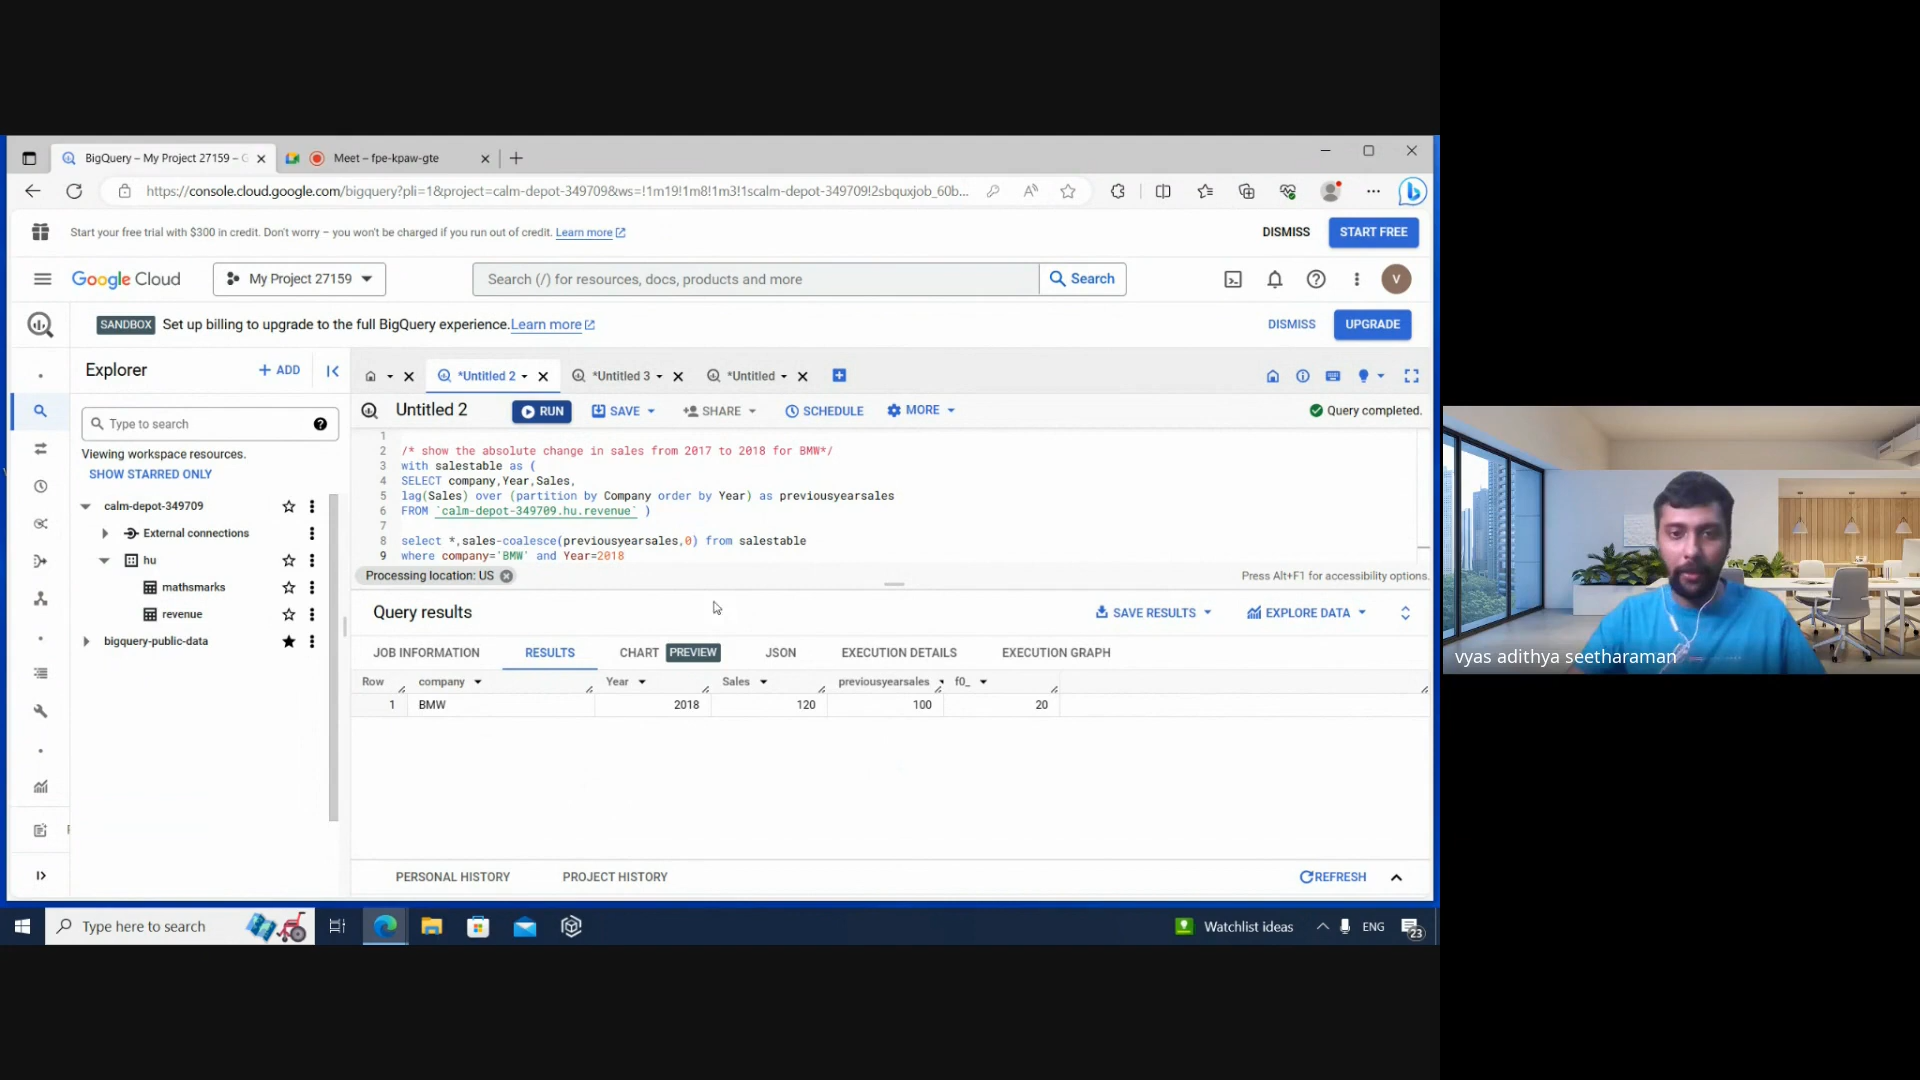 BigQuery – My Project 27159 – G
Meet – fpe-kpaw-gte
https://console.cloud.google.com/bigquery?pli=1&project=calm-depot-349709&ws=!1m19!1m8!1m3!1scalm-depot-349709!2sbquxjob_60b...
Start your free trial with $300 in credit. Don't worry – you won't be charged if you run out of credit. Learn more
DISMISS
START FREE
Google Cloud
My Project 27159
Search (/) for resources, docs, products and more
Search
V
SANDBOX Set up billing to upgrade to the full BigQuery experience. Learn more
DISMISS
UPGRADE
Explorer
+ ADD
*Untitled 2
*Untitled 3
*Untitled
Untitled 2
RUN
SAVE
SHARE
SCHEDULE
MORE
Query completed.
Type to search
Viewing workspace resources.
SHOW STARRED ONLY
calm-depot-349709
External connections
hu
mathsmarks
revenue
bigquery-public-data
1
2 /* show the absolute change in sales from 2017 to 2018 for BMW*/
3 with salestable as (
4 SELECT company,Year,Sales,
5 lag(Sales) over (partition by Company order by Year) as previousyearsales
6 FROM `calm-depot-349709.hu.revenue` )
7
8 select *,sales-coalesce(previousyearsales,0) from salestable
9 where company='BMW' and Year=2018
Processing location: US
Press Alt+F1 for accessibility options.
Query results
SAVE RESULTS
EXPLORE DATA
JOB INFORMATION
RESULTS
CHART PREVIEW
JSON
EXECUTION DETAILS
EXECUTION GRAPH
Row company Year Sales previousyearsales f0_
1 BMW 2018 120 100 20
PERSONAL HISTORY
PROJECT HISTORY
REFRESH
Type here to search
Watchlist ideas
ENG
23
vyas adithya seetharaman